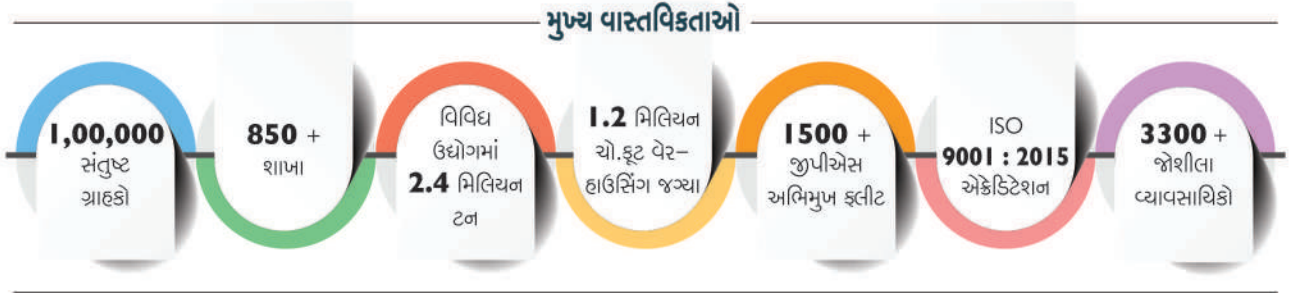 મુખ્ય વાસ્તવિકતાઓ
1,00,000
સંતુષ્ટ
ગ્રાહકો
850 +
શાખા
વિવિધ
ઉદ્યોગમાં
2.4 મિલિયન
ટન
1.2 મિલિયન
ચો.ફૂટ વેર–
હાઉસિંગ જગ્યા
1500 +
જીપીએસ
અભિમુખ ફ્લીટ
ISO
9001 : 2015
એક્રેડિટેશન
3300 +
જોશીલા
વ્યાવસાયિકો